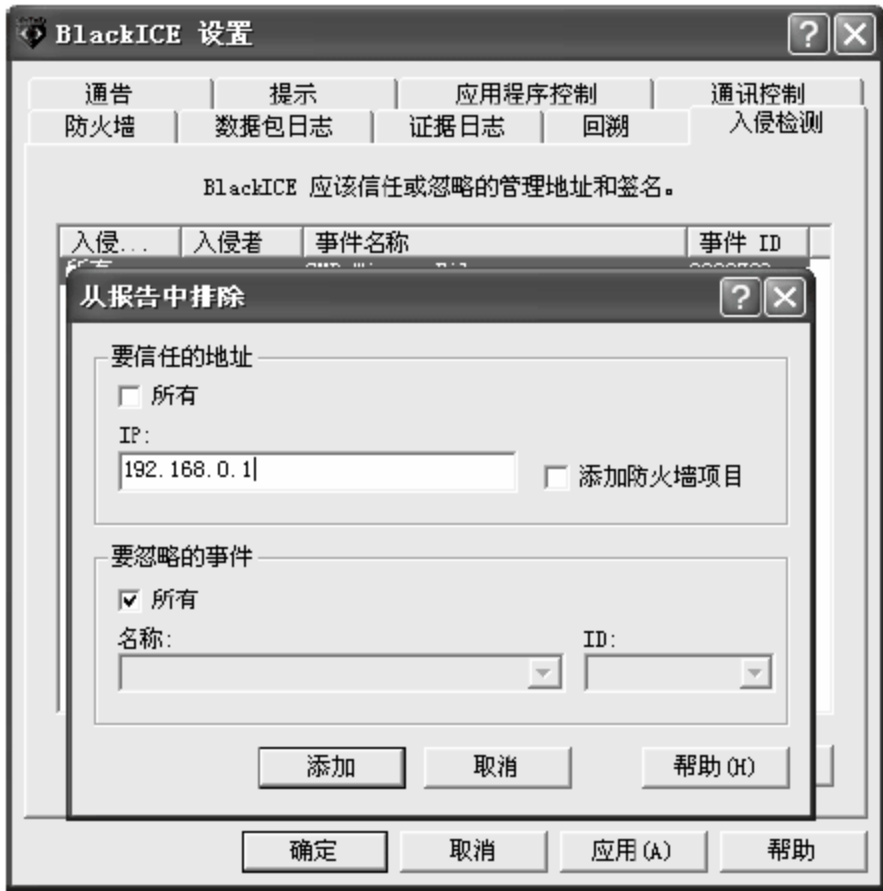 BlackICE 设置
通告 提示 应用程序控制 通讯控制
防火墙 数据包日志 证据日志 回溯 入侵检测
BlackICE 应该信任或忽略的管理地址和签名。
入侵... 入侵者 事件名称 事件 ID
所有
从报告中排除
要信任的地址
所有
IP:
192.168.0.1
添加防火墙项目
要忽略的事件
所有
名称: ID:
添加 取消 帮助(H)
确定 取消 应用(A) 帮助